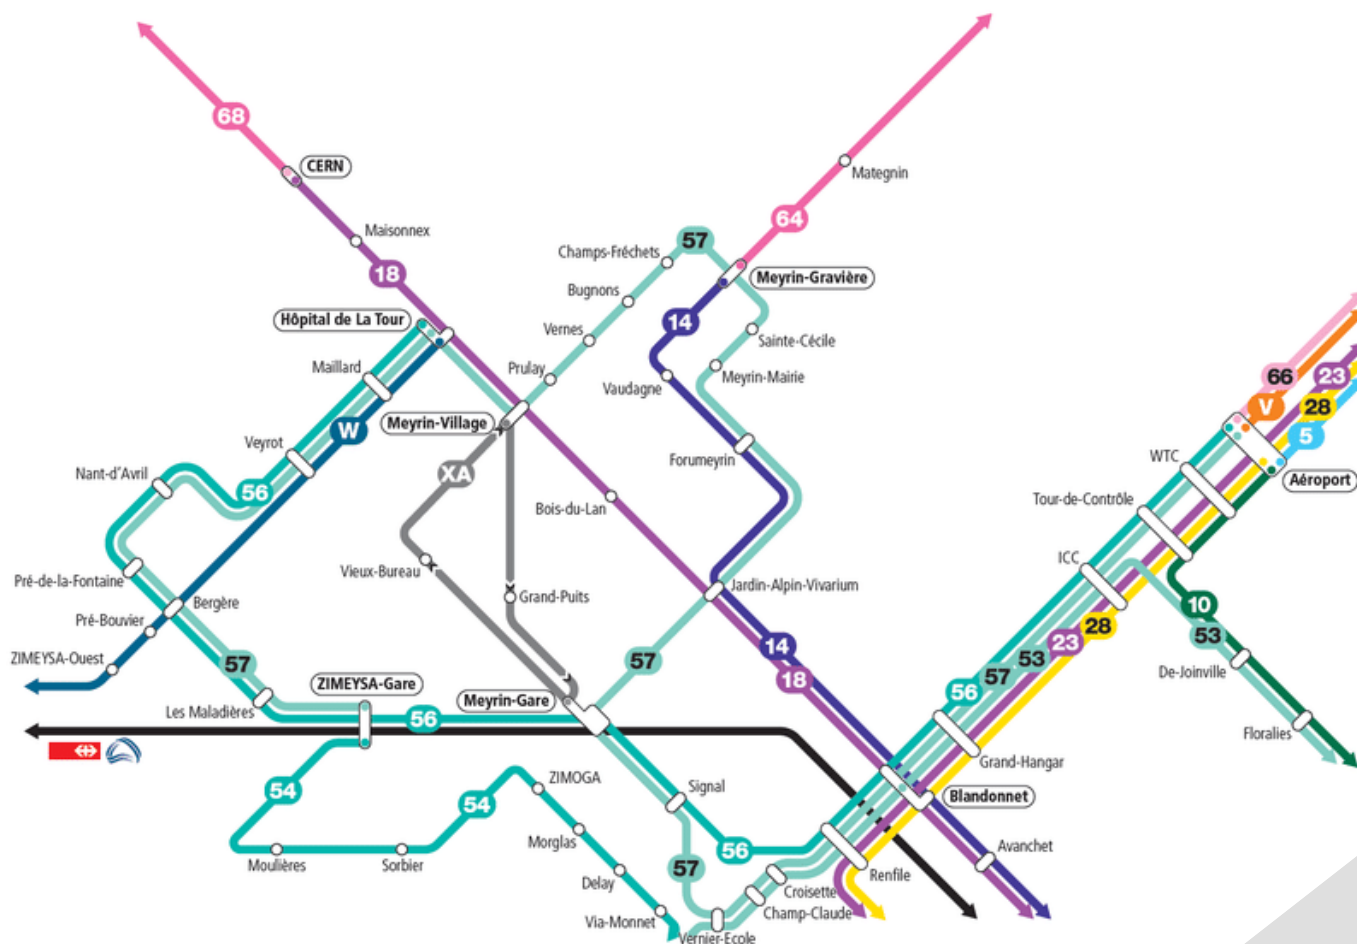 68
CERN
Mategnin
64
Maisonnex
57
Champs-Fréchets
18
Meyrin-Gravière
Bugnons
Hôpital de La Tour
14
Vernes
Sainte-Cécile
Maillard
Prulay
Meyrin-Mairie
Vaudagne
66
23
V
28
5
Meyrin-Village
W
Veyrot
Forumeyrin
WTC
Nant-d'Avril
XA
Aéroport
56
Bois-du-Lan
Tour-de-Contrôle
ICC
Vieux-Bureau
Pré-de-la-Fontaine
Jardin-Alpin-Vivarium
Grand-Puits
Bergère
10
Pré-Bouvier
28
53
23
14
53
ZIMEYSA-Ouest
57
57
57
De-Joinville
ZIMEYSA-Gare
18
56
Meyrin-Gare
Les Maladières
56
Floralies
Grand-Hangar
ZIMOGA
Signal
54
Blandonnet
54
Morglas
Avanchet
56
Moulières
Sorbier
57
Renfile
Delay
Croisette
Via-Monnet
Champ-Claude
Vernier-Ecole